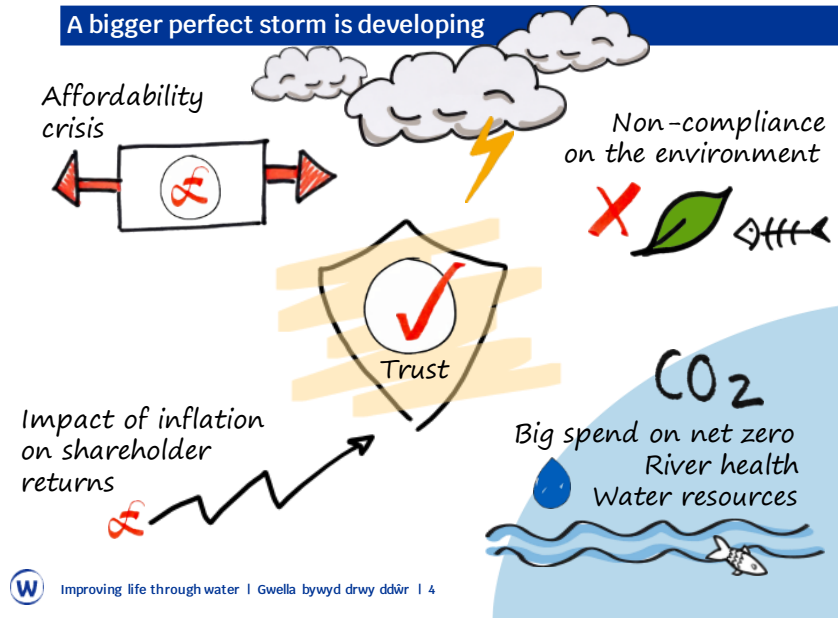 A bigger perfect storm is developing
Affordability
crisis
£
Non-compliance
on the environment
Trust
Impact of inflation
on shareholder
returns
£
CO2
Big spend on net zero
River health
Water resources
W
Improving life through water | Gwella bywyd drwy ddŵr | 4